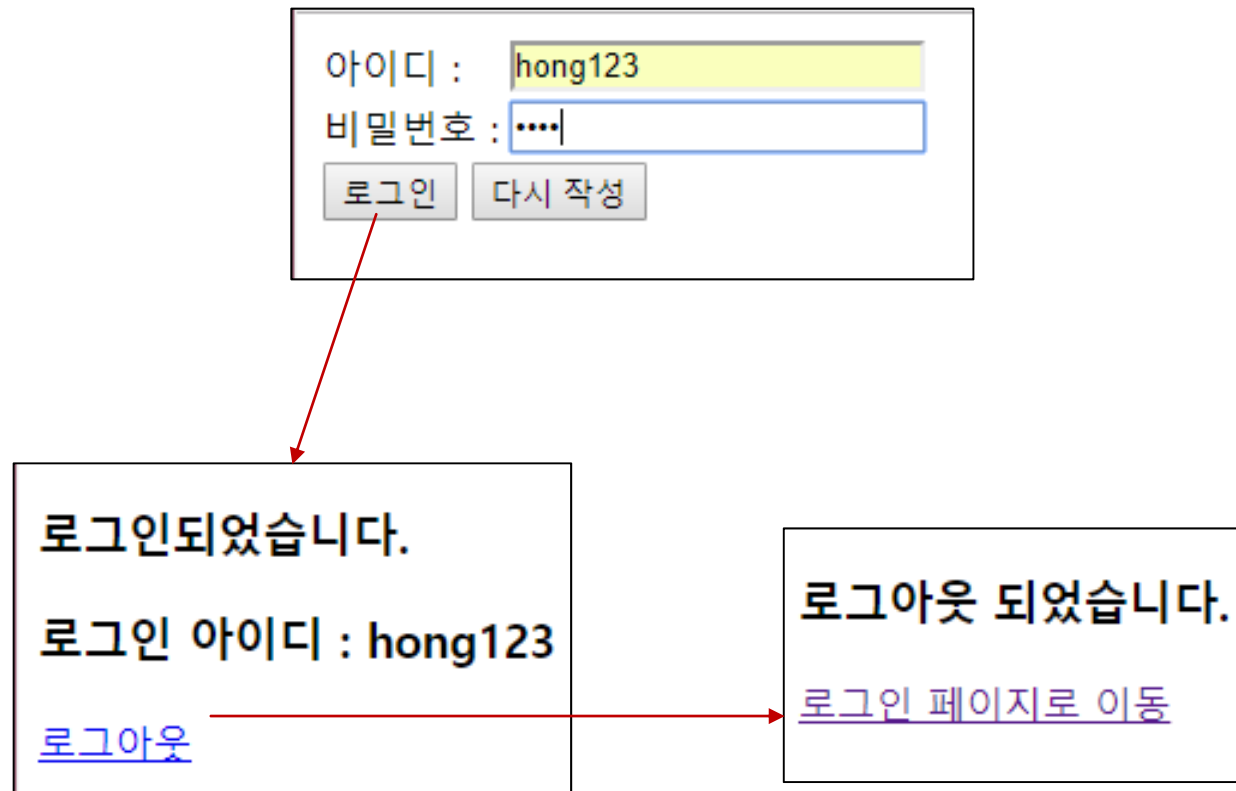 아이디 : hong123
비밀번호 : ••••
로그인 다시 작성
로그인되었습니다.
로그인 아이디 : hong123
로그아웃
로그아웃 되었습니다.
로그인 페이지로 이동